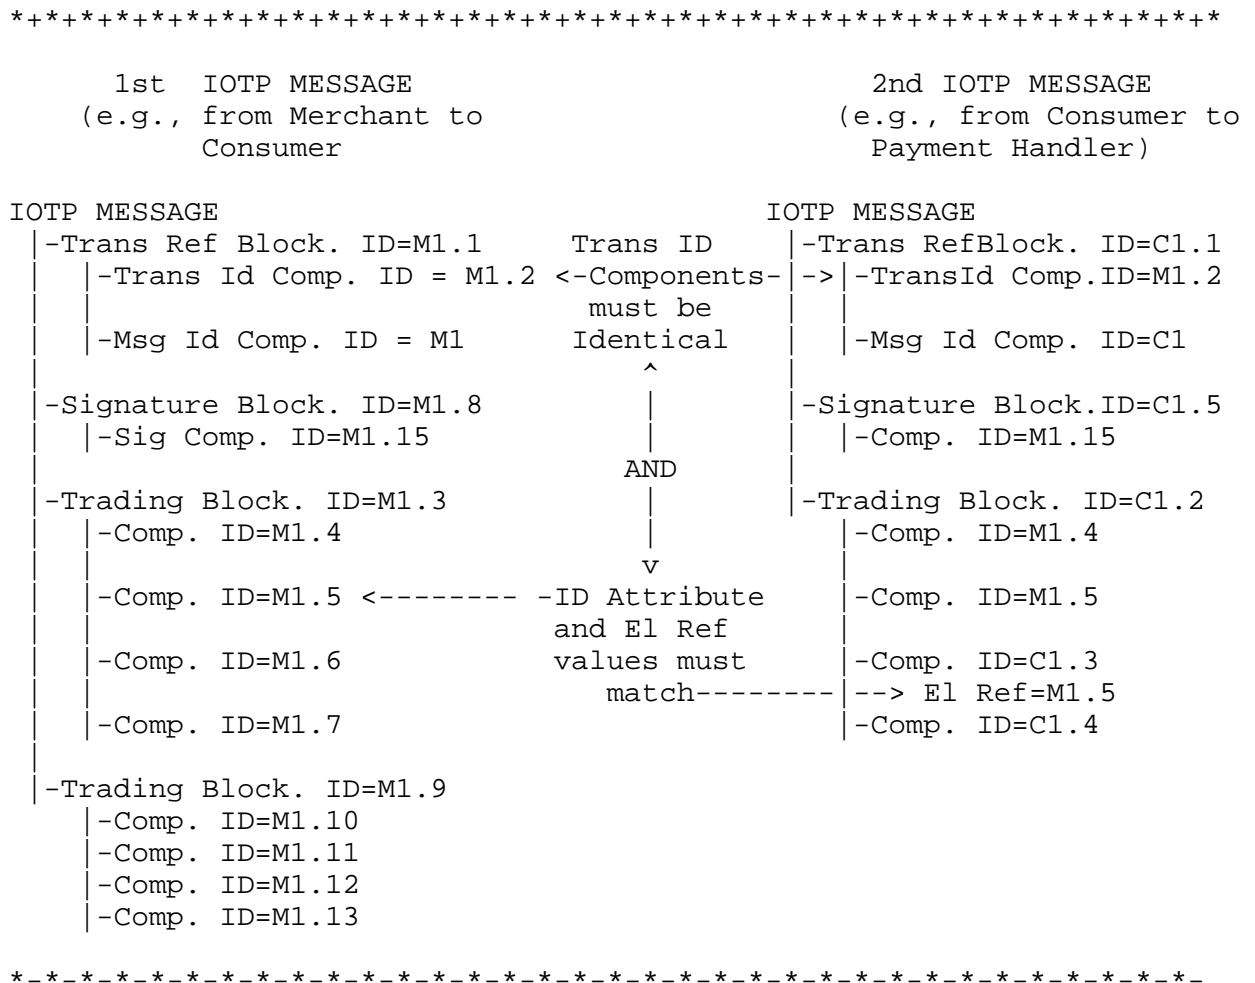 *+*+*+*+*+*+*+*+*+*+*+*+*+*+*+*+*+*+*+*+*+*+*+*+*+*+*+*+*+*+*+*+*+*+*

      1st  IOTP MESSAGE                          2nd IOTP MESSAGE
    (e.g., from Merchant to                    (e.g., from Consumer to
           Consumer                              Payment Handler)

IOTP MESSAGE                               IOTP MESSAGE
 |-Trans Ref Block. ID=M1.1     Trans ID    |-Trans RefBlock. ID=C1.1
 |  |-Trans Id Comp. ID = M1.2 <-Components-|->|-TransId Comp.ID=M1.2
 |  |                            must be    |  |
 |  |-Msg Id Comp. ID = M1      Identical   |  |-Msg Id Comp. ID=C1
 |                                  ^       |
 |-Signature Block. ID=M1.8         |       |-Signature Block.ID=C1.5
 |  |-Sig Comp. ID=M1.15            |       |  |-Comp. ID=M1.15
 |                                 AND      |
 |-Trading Block. ID=M1.3           |       |-Trading Block. ID=C1.2
 |  |-Comp. ID=M1.4                 |          |-Comp. ID=M1.4
 |  |                               v          |
 |  |-Comp. ID=M1.5 <-------- -ID Attribute    |-Comp. ID=M1.5
 |  |                          and El Ref      |
 |  |-Comp. ID=M1.6            values must     |-Comp. ID=C1.3
 |  |                             match--------|--> El Ref=M1.5
 |  |-Comp. ID=M1.7                            |-Comp. ID=C1.4
 |
 |-Trading Block. ID=M1.9
    |-Comp. ID=M1.10
    |-Comp. ID=M1.11
    |-Comp. ID=M1.12
    |-Comp. ID=M1.13

*-*-*-*-*-*-*-*-*-*-*-*-*-*-*-*-*-*-*-*-*-*-*-*-*-*-*-*-*-*-*-*-*-*-